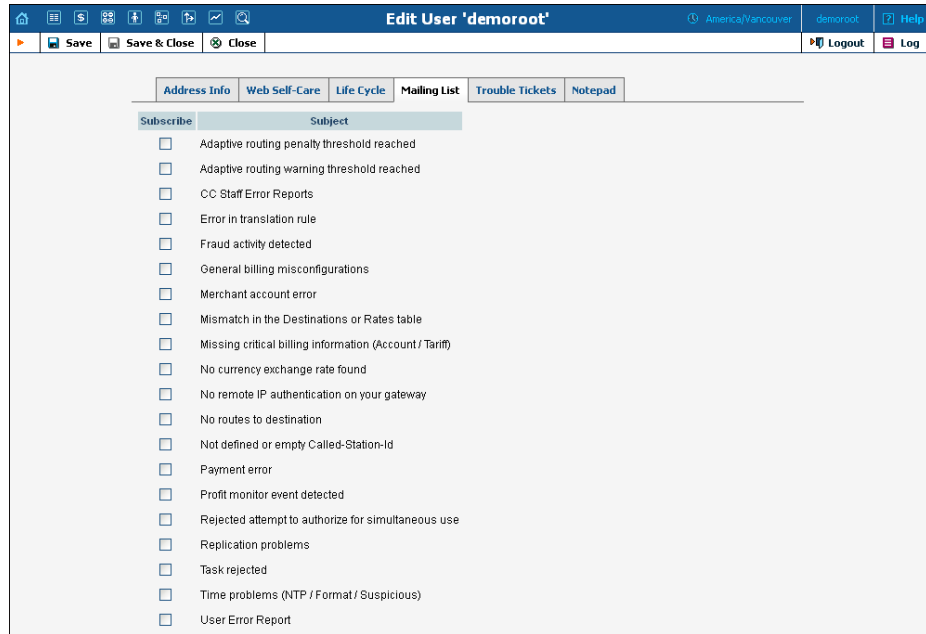 $ Edit User 'demoroot' America/Vancouver demoroot ? Help
Save Save & Close Close Logout Log
Address Info Web Self-Care Life Cycle Mailing List Trouble Tickets Notepad
Subscribe Subject
Adaptive routing penalty threshold reached
Adaptive routing warning threshold reached
CC Staff Error Reports
Error in translation rule
Fraud activity detected
General billing misconfigurations
Merchant account error
Mismatch in the Destinations or Rates table
Missing critical billing information (Account / Tariff)
No currency exchange rate found
No remote IP authentication on your gateway
No routes to destination
Not defined or empty Called-Station-Id
Payment error
Profit monitor event detected
Rejected attempt to authorize for simultaneous use
Replication problems
Task rejected
Time problems (NTP / Format / Suspicious)
User Error Report